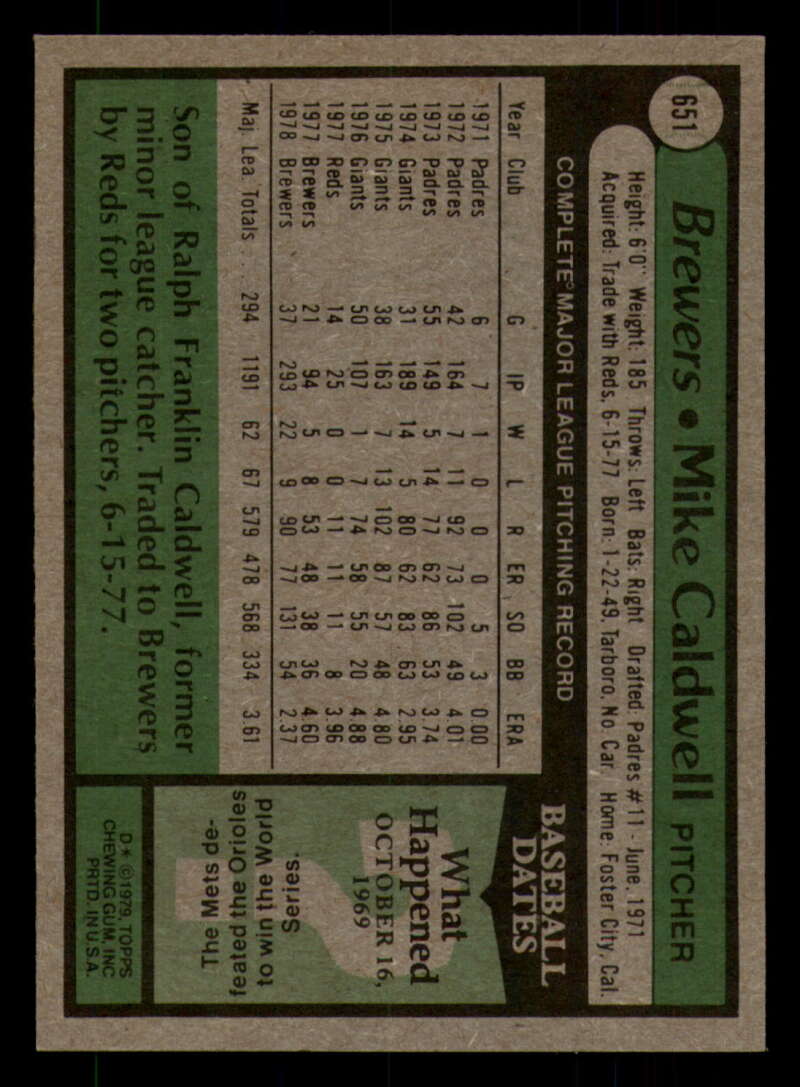 651
Brewers • Mike Caldwell PITCHER
Height: 6'0" Weight: 185 Throws: Left Bats: Right Drafted: Padres #11 - June, 1971
Acquired: Trade with Reds, 6-15-77 Born: 1-22-49, Tarboro, No. Car. Home: Foster City, Cal.
COMPLETE MAJOR LEAGUE PITCHING RECORD
Year Club G IP W L R ER SO BB ERA
1971 Padres 6 7 1 0 0 0 5 3 0.00
1972 Padres 42 164 7 11 92 73 102 49 4.01
1973 Padres 55 149 5 14 77 62 86 53 3.74
1974 Giants 31 189 14 5 80 62 83 63 2.95
1975 Giants 38 163 7 13 102 87 57 48 4.80
1976 Giants 50 107 1 7 74 58 55 20 4.88
1977 Reds 14 25 0 0 11 11 11 8 3.96
1977 Brewers 21 94 5 8 53 48 38 36 4.60
1978 Brewers 37 293 22 9 90 77 131 54 2.37
Maj. Lea. Totals . . 294 1191 62 67 579 478 568 334 3.61
Son of Ralph Franklin Caldwell, former
minor league catcher. Traded to Brewers
by Reds for two pitchers, 6-15-77.
BASEBALL
DATES
What
Happened
OCTOBER 16,
1969
The Mets de-
feated the Orioles
to win the World
Series.
D* ©1979, TOPPS
CHEWING GUM, INC
PRTD. IN U.S.A.